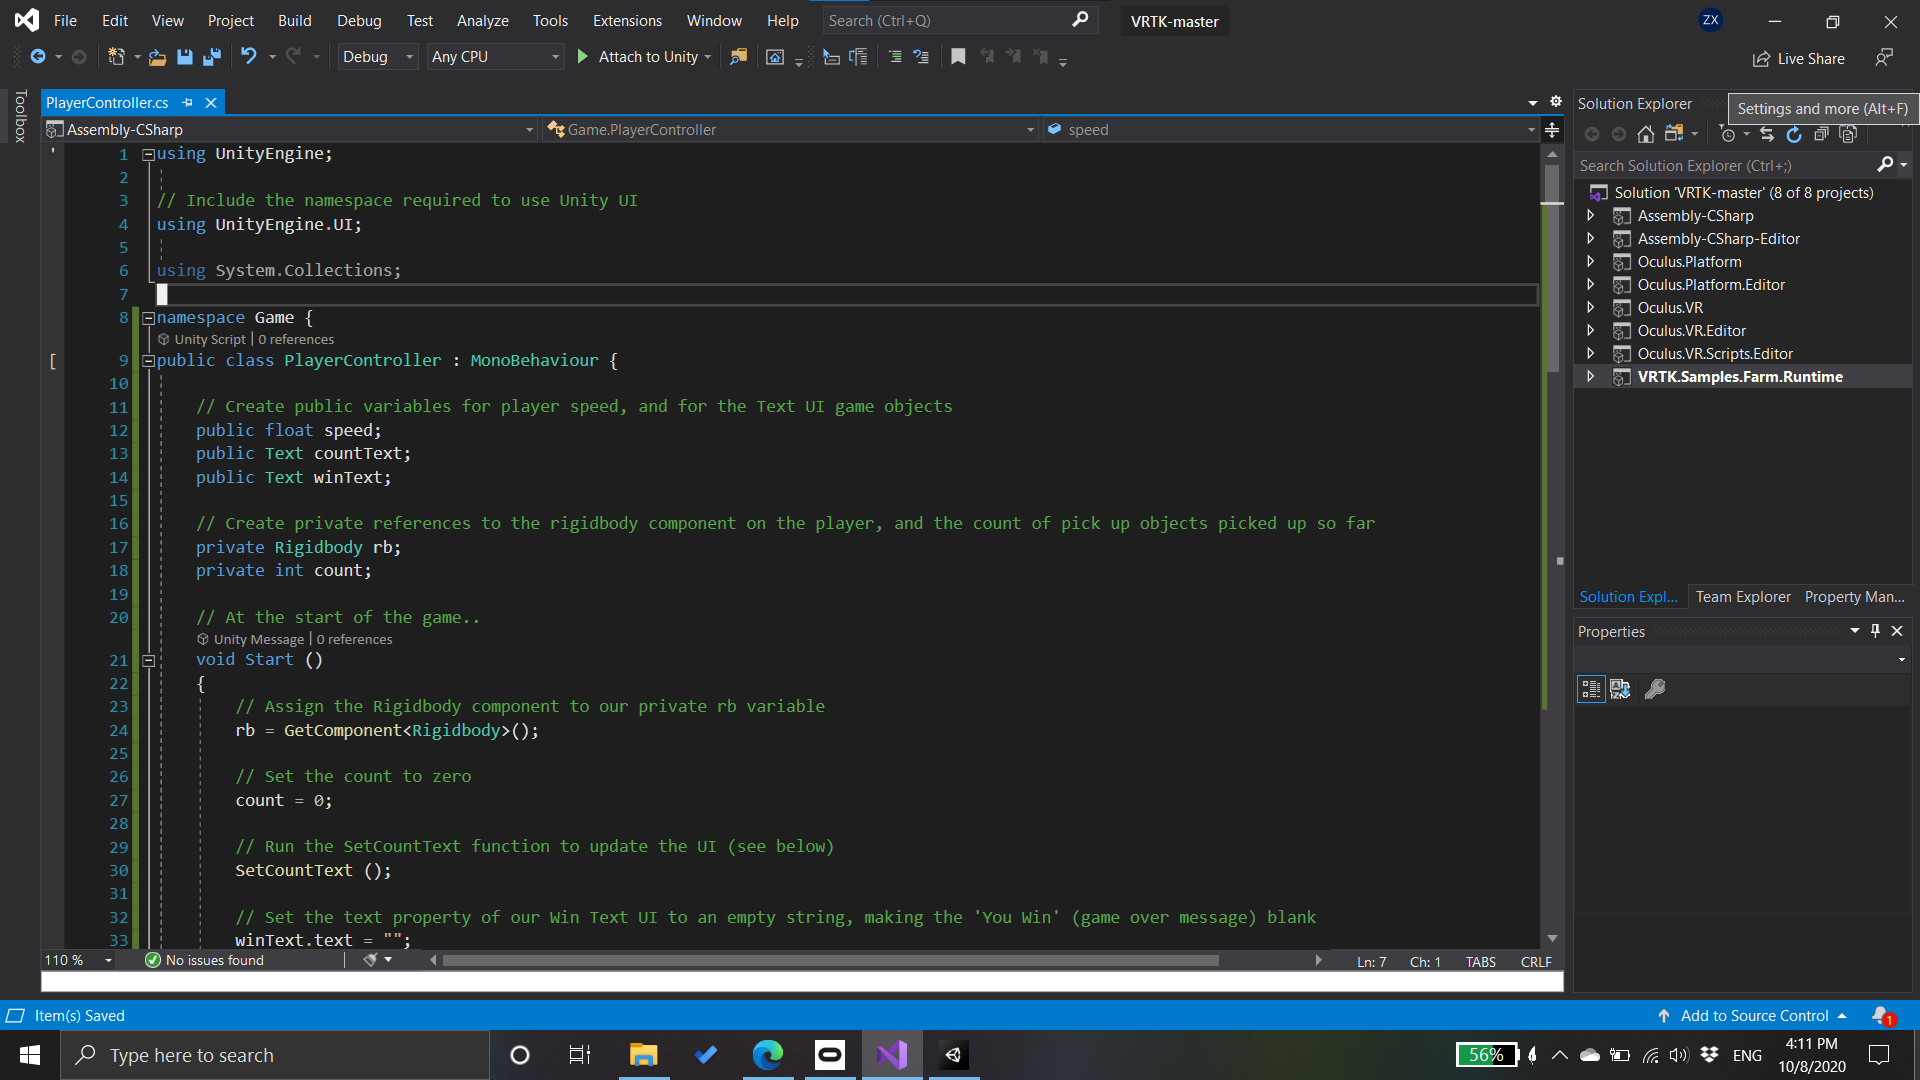 File Edit View Project Build Debug Test Analyze Tools Extensions Window Help Search (Ctrl+Q) VRTK-master ZX
Debug Any CPU Attach to Unity Live Share
Toolbox
PlayerController.cs
Assembly-CSharp Game.PlayerController speed
1 using UnityEngine;
2
3 // Include the namespace required to use Unity UI
4 using UnityEngine.UI;
5
6 using System.Collections;
7
8 namespace Game {
Unity Script | 0 references
9 public class PlayerController : MonoBehaviour {
10
11 // Create public variables for player speed, and for the Text UI game objects
12 public float speed;
13 public Text countText;
14 public Text winText;
15
16 // Create private references to the rigidbody component on the player, and the count of pick up objects picked up so far
17 private Rigidbody rb;
18 private int count;
19
20 // At the start of the game..
Unity Message | 0 references
21 void Start ()
22 {
23 // Assign the Rigidbody component to our private rb variable
24 rb = GetComponent<Rigidbody>();
25
26 // Set the count to zero
27 count = 0;
28
29 // Run the SetCountText function to update the UI (see below)
30 SetCountText ();
31
32 // Set the text property of our Win Text UI to an empty string, making the 'You Win' (game over message) blank
33 winText.text = "";
110 % No issues found Ln: 7 Ch: 1 TABS CRLF
Solution Explorer
Settings and more (Alt+F)
Search Solution Explorer (Ctrl+;)
Solution 'VRTK-master' (8 of 8 projects)
Assembly-CSharp
Assembly-CSharp-Editor
Oculus.Platform
Oculus.Platform.Editor
Oculus.VR
Oculus.VR.Editor
Oculus.VR.Scripts.Editor
VRTK.Samples.Farm.Runtime
Solution Expl... Team Explorer Property Man...
Properties
Item(s) Saved Add to Source Control 1
Type here to search 56% ENG 4:11 PM
10/8/2020